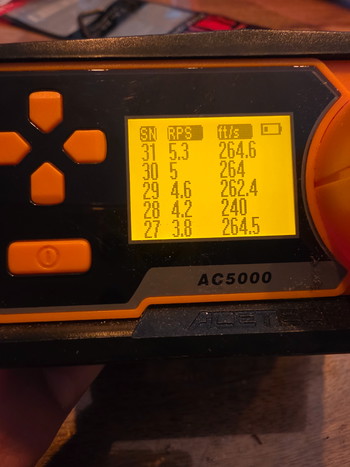 SN RPS ft/s
31 5.3 264.6
30 5 264
29 4.6 262.4
28 4.2 240
27 3.8 264.5
AC5000
ACETECH